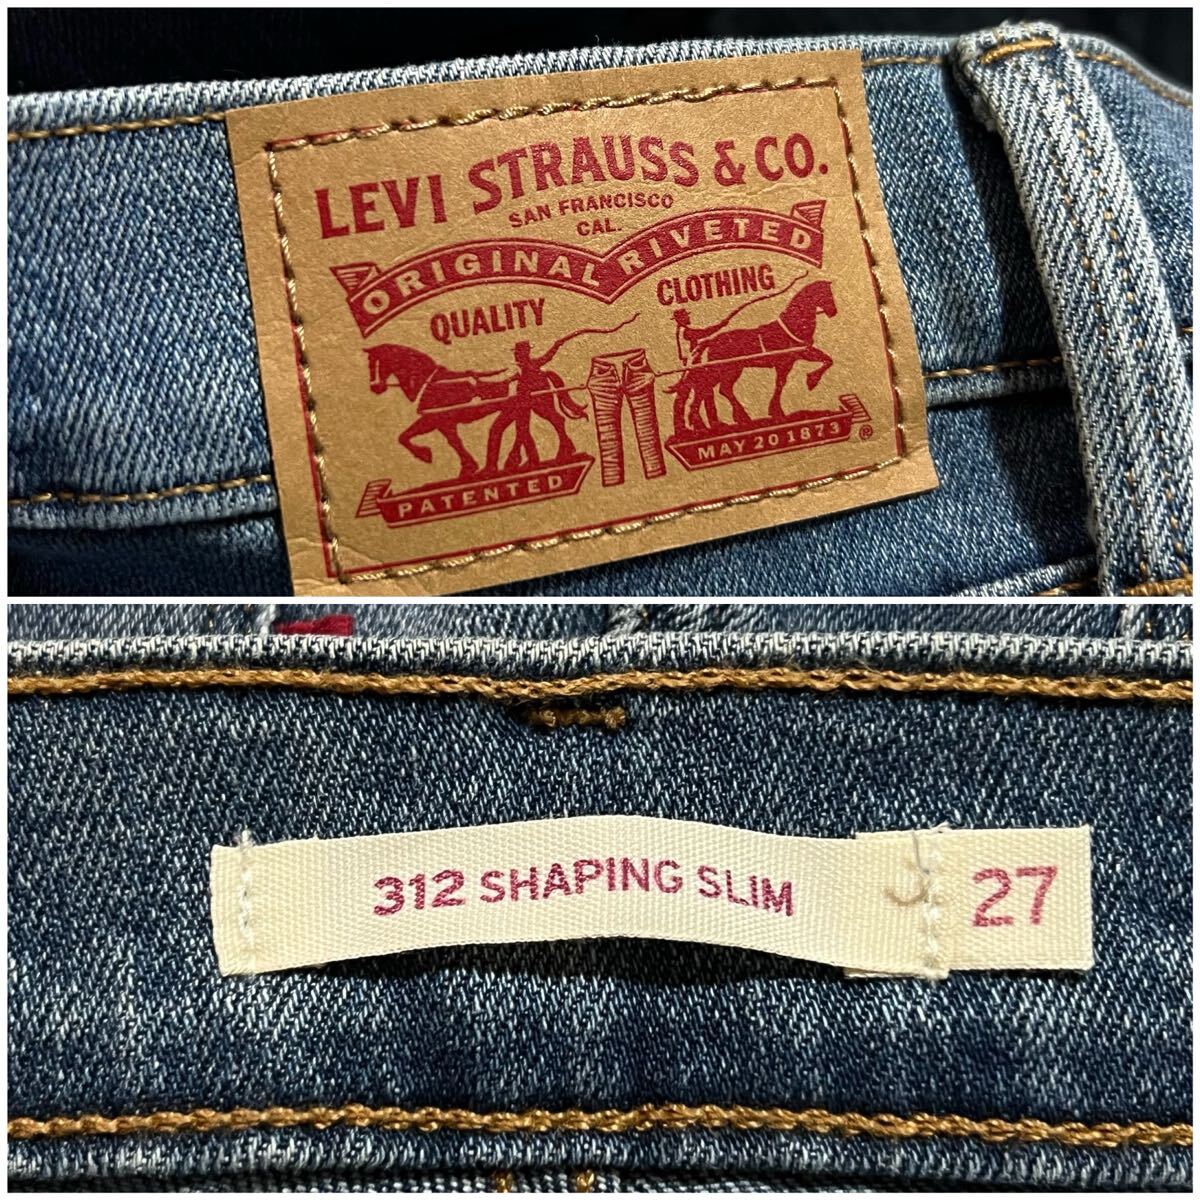 LEVI STRAUSS & CO.
SAN FRANCISCO
CAL.
ORIGINAL RIVETED
QUALITY CLOTHING
PATENTED MAY 20 1873 ®
312 SHAPING SLIM 27